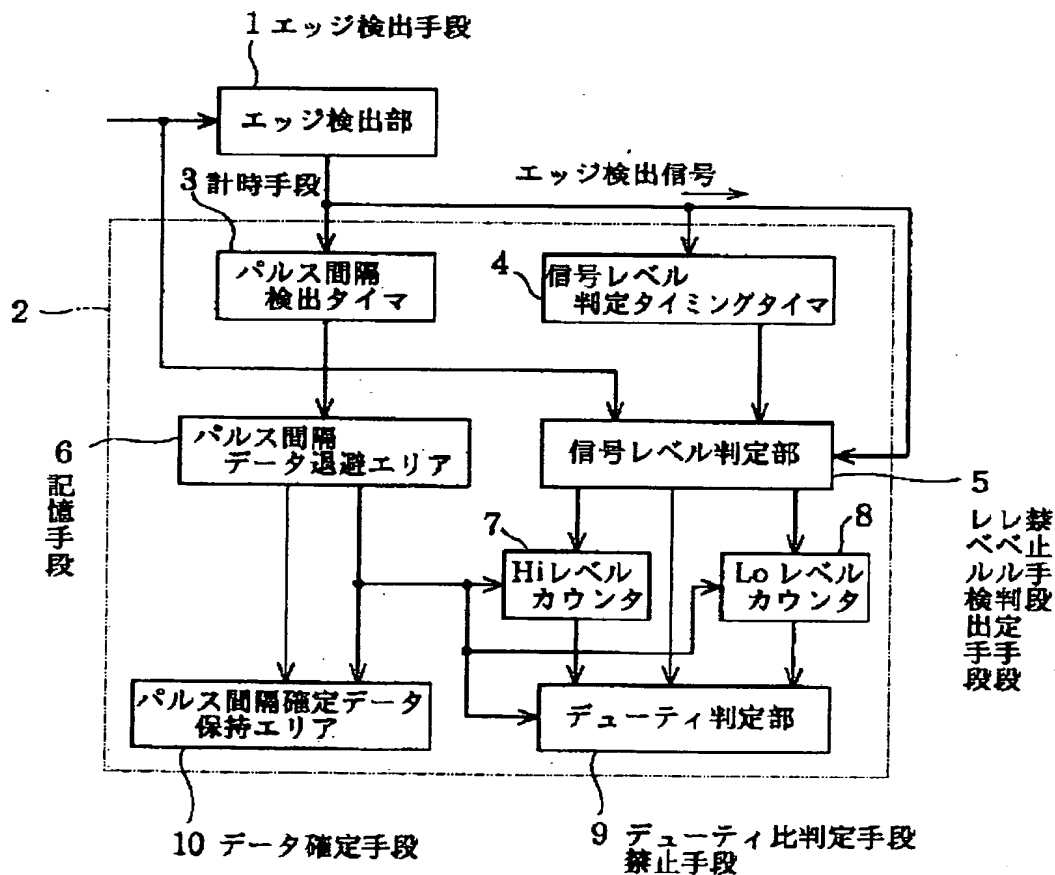 1 エッジ検出手段
エッジ検出部
エッジ検出信号
3 計時手段
パルス間隔
検出タイマ
4
信号レベル
判定タイミングタイマ
2
パルス間隔
データ退避エリア
6
記憶手段
信号レベル判定部
5
禁止手段
レベル判定手段
レベル検出手段
7
Hiレベル
カウンタ
8
Loレベル
カウンタ
パルス間隔確定データ
保持エリア
デューティ判定部
10 データ確定手段
9 デューティ比判定手段
禁止手段